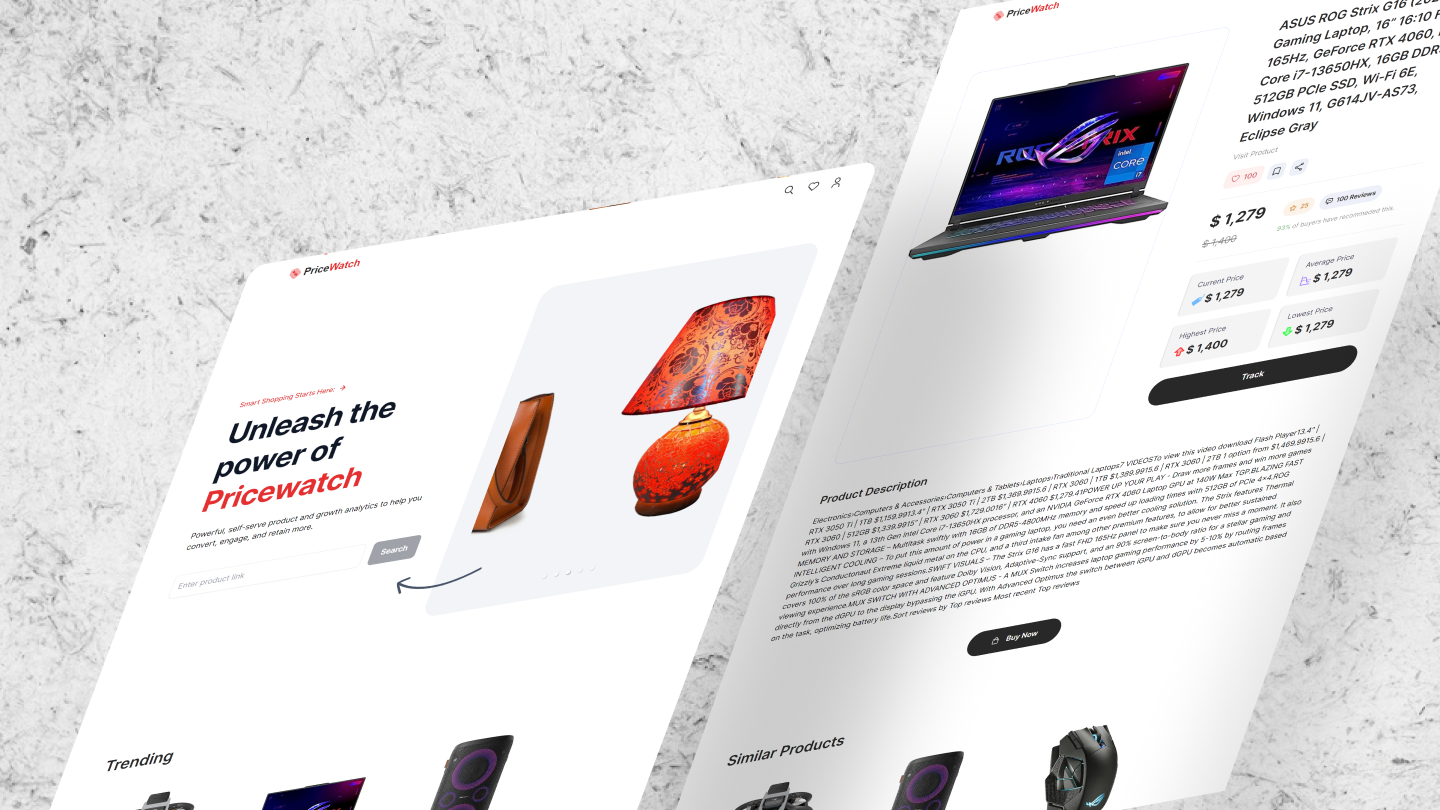 PriceWatch
Smart Shopping Starts Here:
Unleash the
power of
Pricewatch
Powerful, self-serve product and growth analytics to help you
convert, engage, and retain more.
Enter product link
Search
Trending
PriceWatch
ROG STRIX
intel
CORE
i7
ASUS ROG Strix G16 (202
Gaming Laptop, 16” 16:10 F
165Hz, GeForce RTX 4060,
Core i7-13650HX, 16GB DDR
512GB PCIe SSD, Wi-Fi 6E,
Windows 11, G614JV-AS73,
Eclipse Gray
Visit Product
100
$ 1,279
25
100 Reviews
$ 1,400
93% of buyers have recommeded this.
Current Price
$ 1,279
Average Price
$ 1,279
Highest Price
$ 1,400
Lowest Price
$ 1,279
Track
Product Description
Electronics›Computers & Accessories›Computers & Tablets›Laptops›Traditional Laptops7 VIDEOSTo view this video download Flash Player13.4" |
RTX 3050 Ti | 1TB $1,159.9913.4" | RTX 3050 Ti | 2TB $1,389.9915.6 | RTX 3060 | 1TB $1,389.9915.6 | RTX 3060 | 2TB 1 option from $1,469.9915.6 |
RTX 3060 | 512GB $1,339.9915" | RTX 3060 $1,729.0016" | RTX 4060 $1,279.41POWER UP YOUR PLAY - Draw more frames and win more games
with Windows 11, a 13th Gen Intel Core i7-13650HX processor, and an NVIDIA GeForce RTX 4060 Laptop GPU at 140W Max TGP.BLAZING FAST
MEMORY AND STORAGE – Multitask swiftly with 16GB of DDR5-4800MHz memory and speed up loading times with 512GB of PCIe 4x4.ROG
INTELLIGENT COOLING – To put this amount of power in a gaming laptop, you need an even better cooling solution. The Strix features Thermal
Grizzly’s Conductonaut Extreme liquid metal on the CPU, and a third intake fan among other premium features, to allow for better sustained
performance over long gaming sessions.SWIFT VISUALS – The Strix G16 has a fast FHD 165Hz panel to make sure you never miss a moment. It also
covers 100% of the sRGB color space and feature Dolby Vision, Adaptive-Sync support, and an 90% screen-to-body ratio for a stellar gaming and
viewing experience.MUX SWITCH WITH ADVANCED OPTIMUS - A MUX Switch increases laptop gaming performance by 5-10% by routing frames
directly from the dGPU to the display bypassing the iGPU. With Advanced Optimus the switch between iGPU and dGPU becomes automatic based
on the task, optimizing battery life.Sort reviews by Top reviews Most recent Top reviews
Buy Now
Similar Products